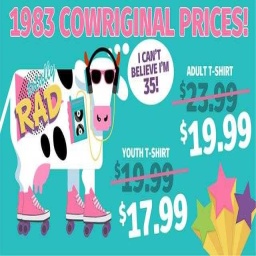 1983 COWRIGINAL PRICES!
I CAN'T
BELIEVE I'M
35!
RAD
ADULT T-SHIRT
$23.99
$19.99
YOUTH T-SHIRT
$19.99
$17.99